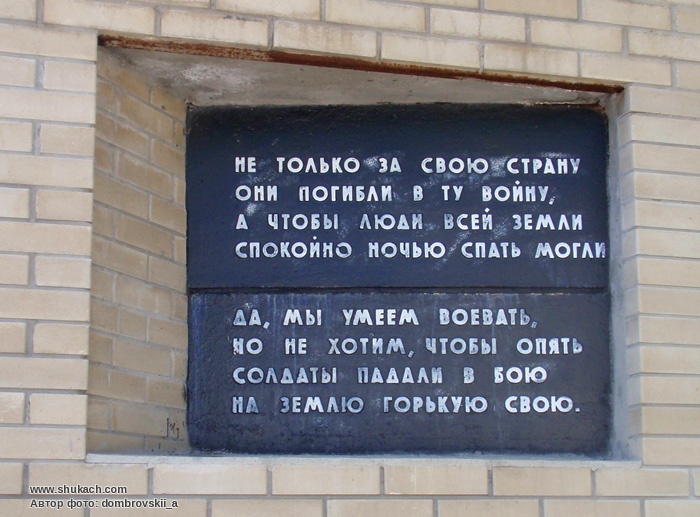 НЕ ТОЛЬКО ЗА СВОЮ СТРАНУ
ОНИ ПОГИБЛИ В ТУ ВОЙНУ,
А ЧТОБЫ ЛЮДИ ВСЕЙ ЗЕМЛИ
СПОКОЙНО НОЧЬЮ СПАТЬ МОГЛИ
ДА, МЫ УМЕЕМ ВОЕВАТЬ,
НО НЕ ХОТИМ, ЧТОБЫ ОПЯТЬ
СОЛДАТЫ ПАДАЛИ В БОЮ
НА ЗЕМЛЮ ГОРЬКУЮ СВОЮ.
www.shukach.com
Автор фото: dombrovskii_a